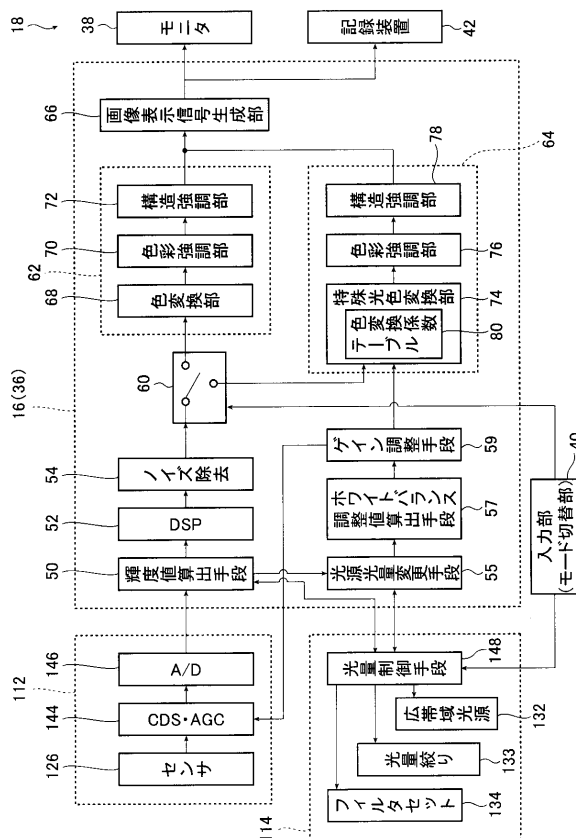 18
モニタ
38
記録装置
42
画像表示信号生成部
66
構造強調部
72
色彩強調部
70
62
色変換部
68
構造強調部
78
64
色彩強調部
76
特殊光色変換部
74
色変換係数
テーブル
80
60
16(36)
ノイズ除去
54
DSP
52
輝度値算出手段
50
ゲイン調整手段
59
ホワイトバランス
調整値算出手段
57
光源光量変更手段
55
入力部
(モード切替部)
40
112
A/D
146
CDS・AGC
144
センサ
126
光量制御手段
148
広帯域光源
132
光量絞り
133
フィルタセット
134
114